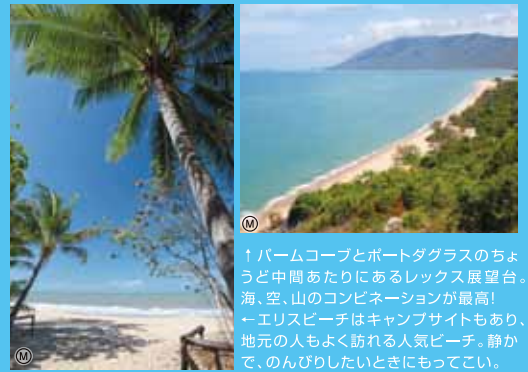 Ⓜ
Ⓜ
↑パームコーブとポートダグラスのちょ
うど中間あたりにあるレックス展望台。
海、空、山のコンビネーションが最高!
←エリスビーチはキャンプサイトもあり、
地元の人もよく訪れる人気ビーチ。静か
で、のんびりしたいときにもってこい。